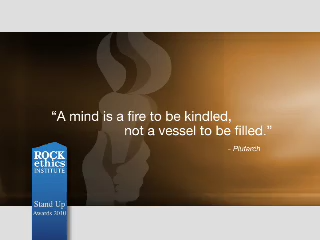 “A mind is a fire to be kindled,
not a vessel to be filled.”
- Plutarch
ROCK
ethics
INSTITUTE
Stand Up
Awards 2010